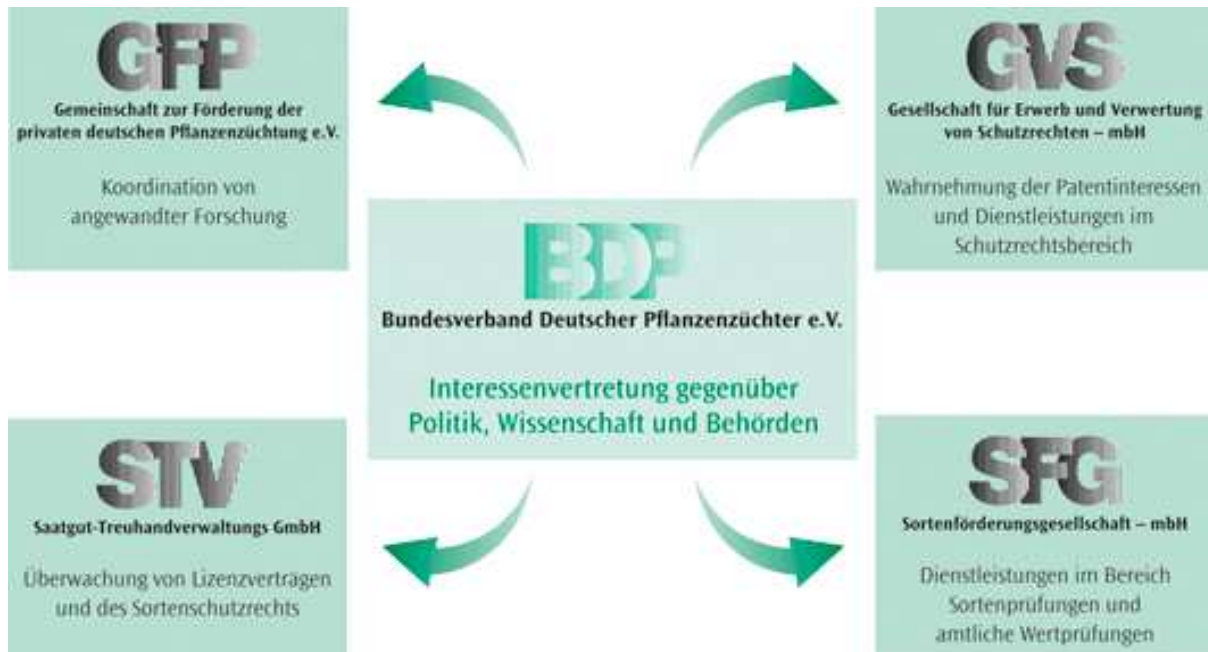 GFP
Gemeinschaft zur Förderung der
privaten deutschen Pflanzenzüchtung e.V.
Koordination von
angewandter Forschung
GVS
Gesellschaft für Erwerb und Verwertung
von Schutzrechten – mbH
Wahrnehmung der Patentinteressen
und Dienstleistungen im
Schutzrechtsbereich
BDP
Bundesverband Deutscher Pflanzenzüchter e.V.
Interessenvertretung gegenüber
Politik, Wissenschaft und Behörden
STV
Saatgut-Treuhandverwaltungs GmbH
Überwachung von Lizenzverträgen
und des Sortenschutzrechts
SFG
Sortenförderungsgesellschaft – mbH
Dienstleistungen im Bereich
Sortenprüfungen und
amtliche Wertprüfungen